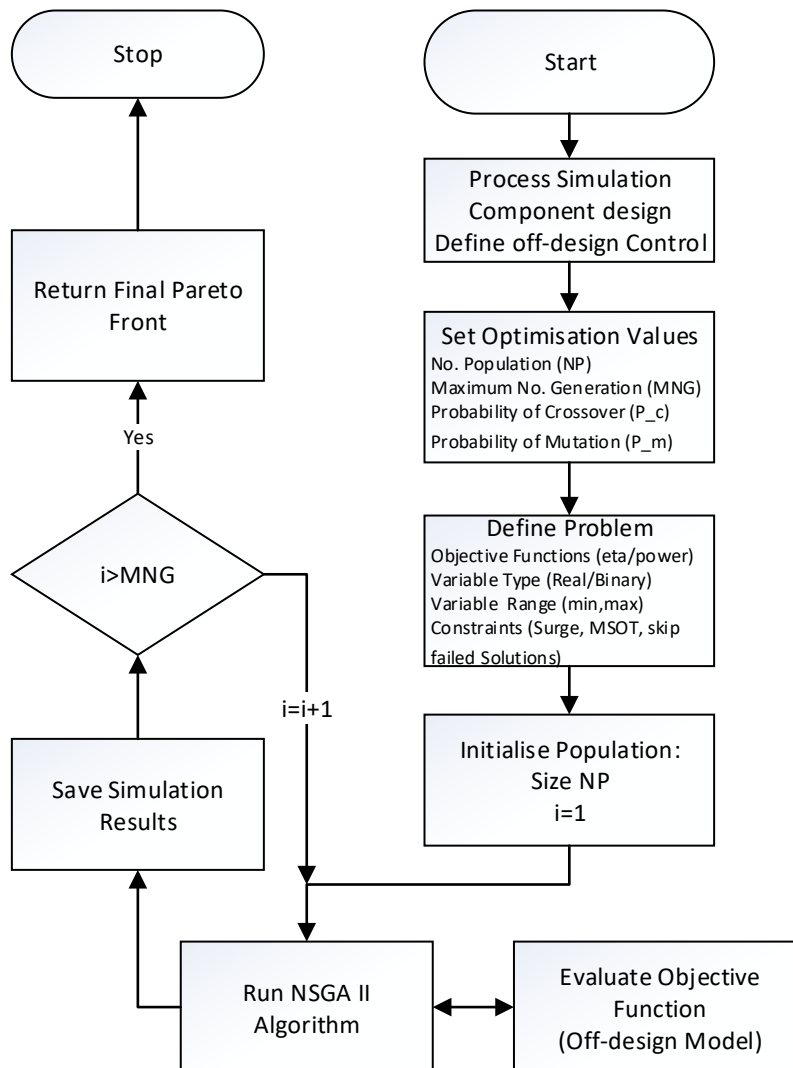 Stop
Start
Process Simulation
Component design
Define off-design Control
Return Final Pareto
Front
Set Optimisation Values
No. Population (NP)
Maximum No. Generation (MNG)
Probability of Crossover (P_c)
Probability of Mutation (P_m)
Yes
Define Problem
Objective Functions (eta/power)
Variable Type (Real/Binary)
Variable Range (min,max)
Constraints (Surge, MSOT, skip
failed Solutions)
i>MNG
i=i+1
Save Simulation
Results
Initialise Population:
Size NP
i=1
Run NSGA II
Algorithm
Evaluate Objective
Function
(Off-design Model)